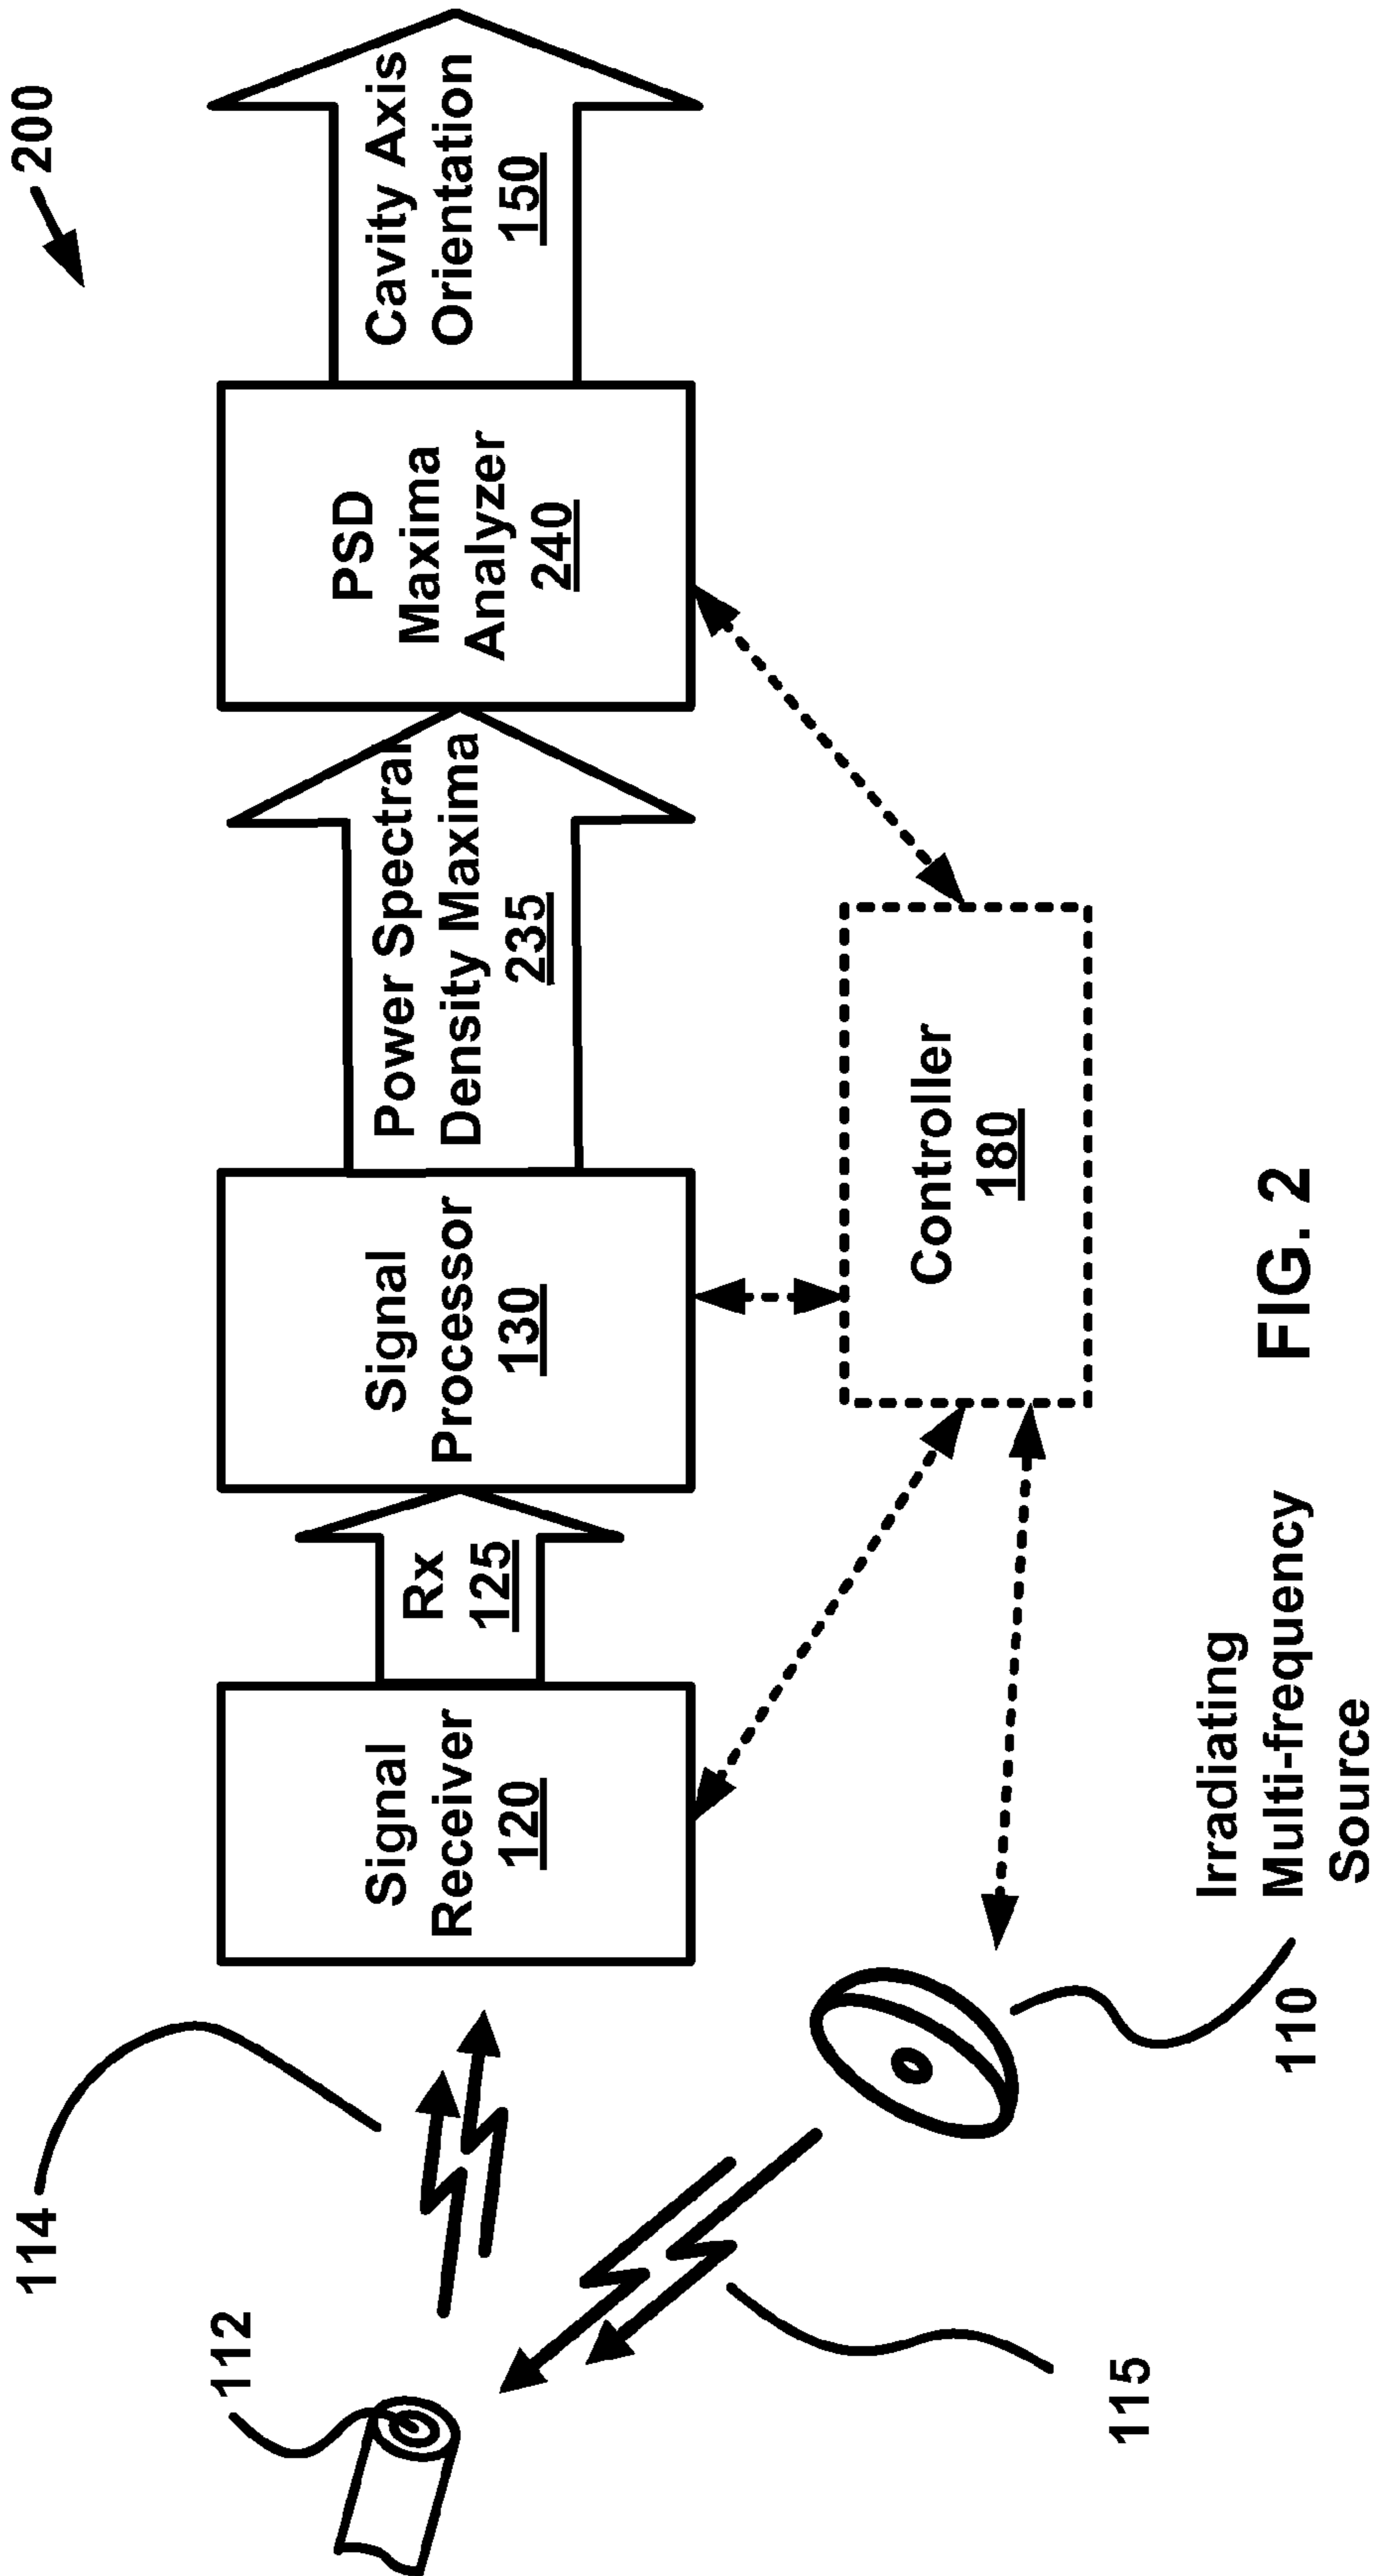 200
Signal
Receiver
120
Rx
125
Signal
Processor
130
Power Spectral
Density Maxima
235
PSD
Maxima
Analyzer
240
Cavity Axis
Orientation
150
114
112
115
Controller
180
Irradiating
Multi-frequency
Source
110
FIG. 2